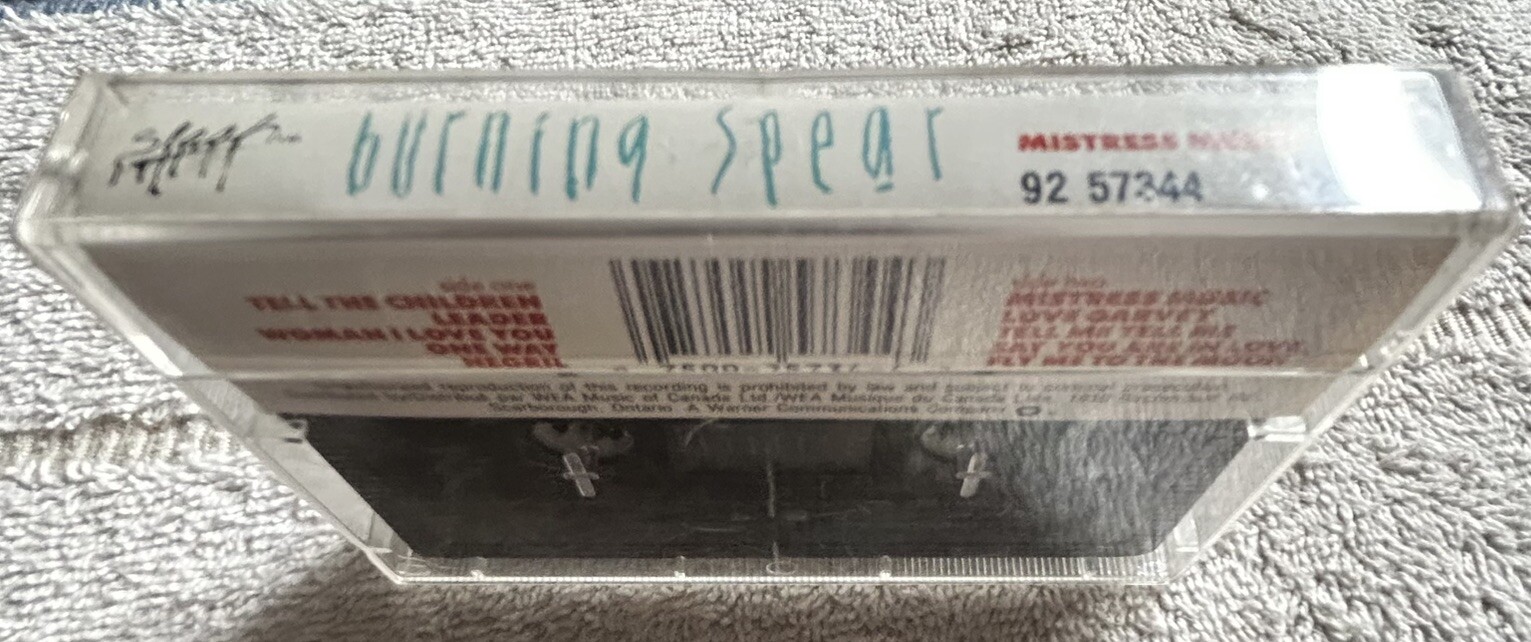 burning spear
MISTRESS MUSIC
92 57344
side one
TELL THE CHILDREN
LEADER
WOMAN I LOVE YOU
ONE WAY
NEGRIL
side two
MISTRESS MUSIC
LOVE GARVEY
TELL ME TELL ME
SAY YOU ARE IN LOVE
FLY ME TO THE MOON
reproduction of this recording is prohibited by law and subject to criminal prosecution
par WEA Music of Canada Ltd/WEA Musique du Canada Ltée,
Scarborough, Ontario. A Warner Communications Company